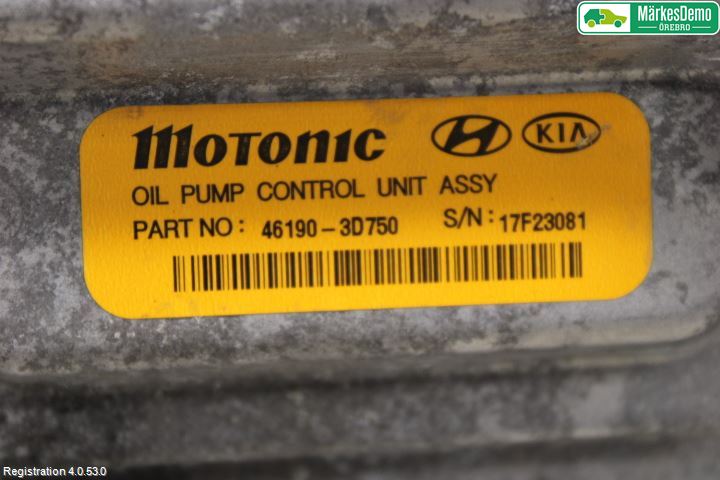 MärkesDemo
ÖREBRO
MOTONIC
KIA
OIL PUMP CONTROL UNIT ASSY
PART NO: 46190-3D750 S/N: 17F23081
Registration 4.0.53.0